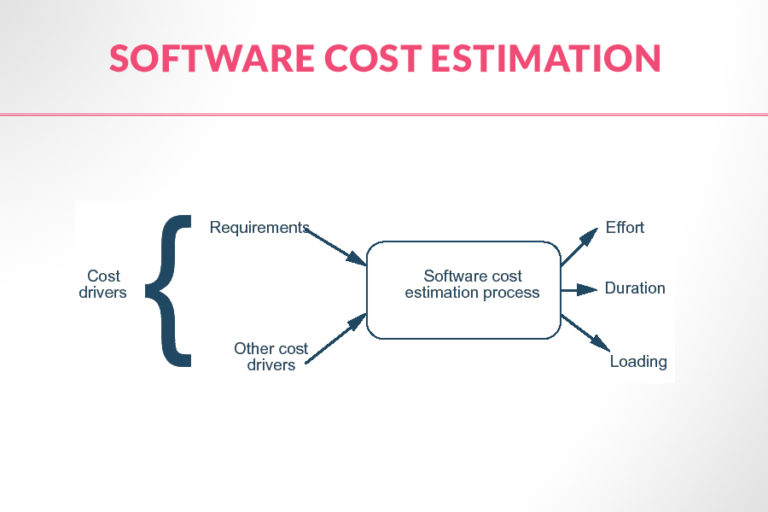 SOFTWARE COST ESTIMATION
Requirements
Effort
Cost
drivers
Software cost
estimation process
Duration
Other cost
drivers
Loading